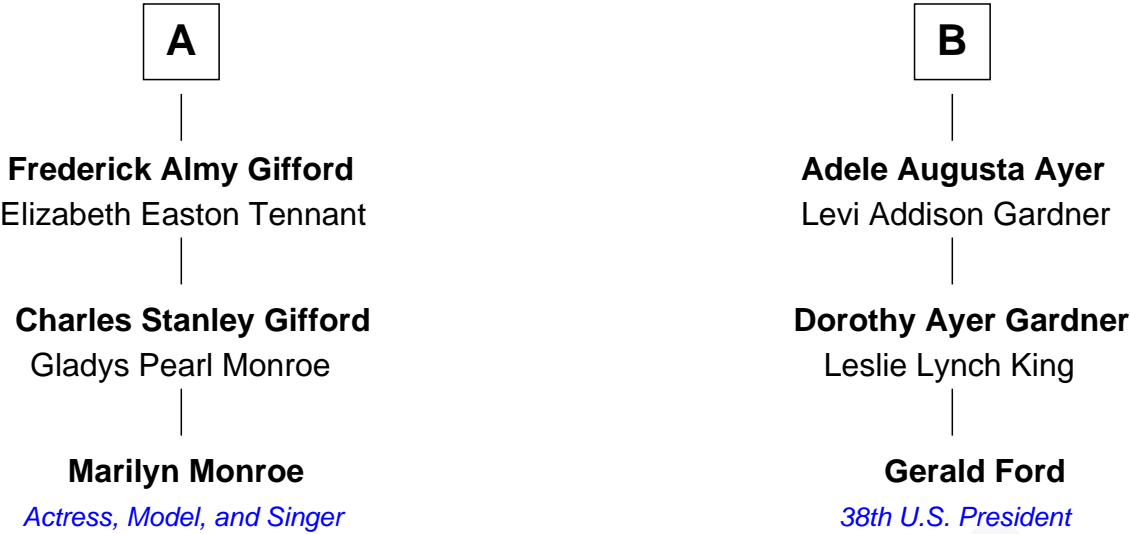 A
Frederick Almy Gifford
Elizabeth Easton Tennant
Charles Stanley Gifford
Gladys Pearl Monroe
Marilyn Monroe
Actress, Model, and Singer
B
Adele Augusta Ayer
Levi Addison Gardner
Dorothy Ayer Gardner
Leslie Lynch King
Gerald Ford
38th U.S. President